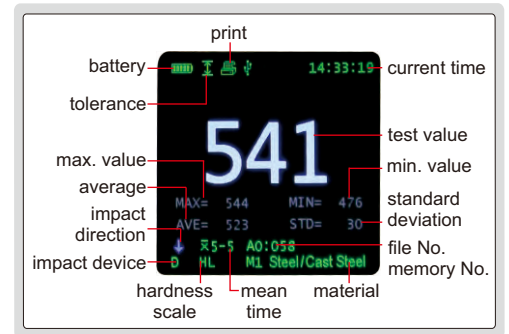 print
battery
14:33:19
current time
tolerance
541
test value
max. value
min. value
MAX= 544 MIN= 476
average
standard
deviation
AVE= 523 STD= 30
impact
direction
x̅5-5 A0:058
file No.
memory No.
impact device
D HL M1 Steel/Cast Steel
hardness
scale
mean
time
material